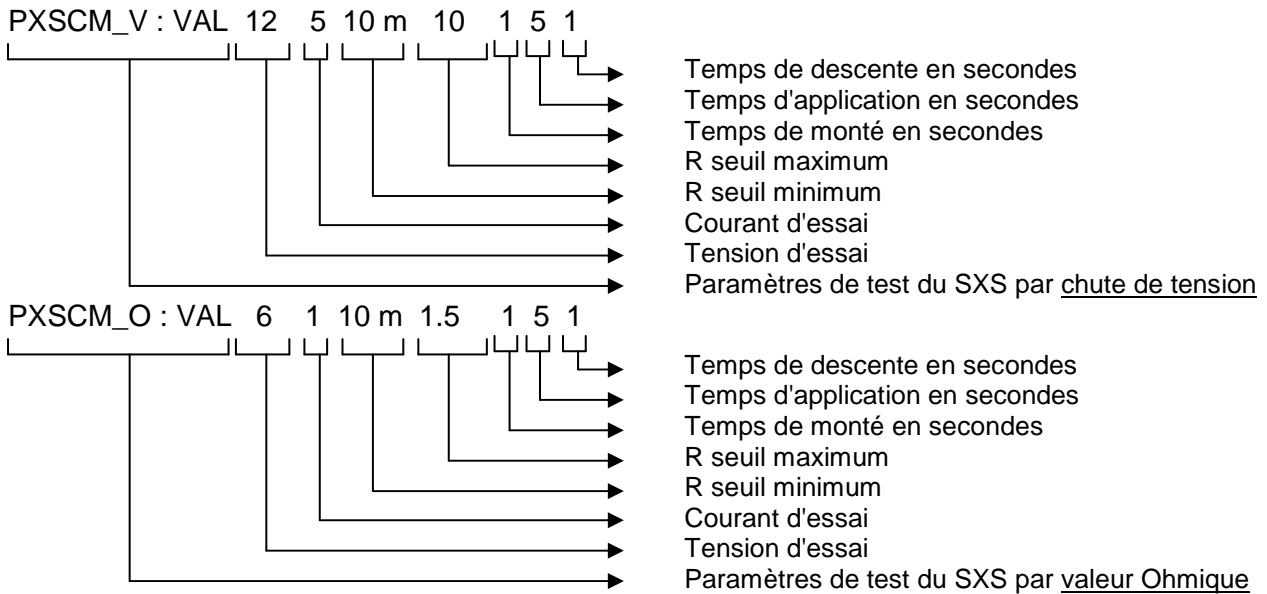 PXSCM_V : VAL 12 5 10 m 10 1 5 1
Temps de descente en secondes
Temps d'application en secondes
Temps de monté en secondes
R seuil maximum
R seuil minimum
Courant d'essai
Tension d'essai
Paramètres de test du SXS par chute de tension
PXSCM_O : VAL 6 1 10 m 1.5 1 5 1
Temps de descente en secondes
Temps d'application en secondes
Temps de monté en secondes
R seuil maximum
R seuil minimum
Courant d'essai
Tension d'essai
Paramètres de test du SXS par valeur Ohmique